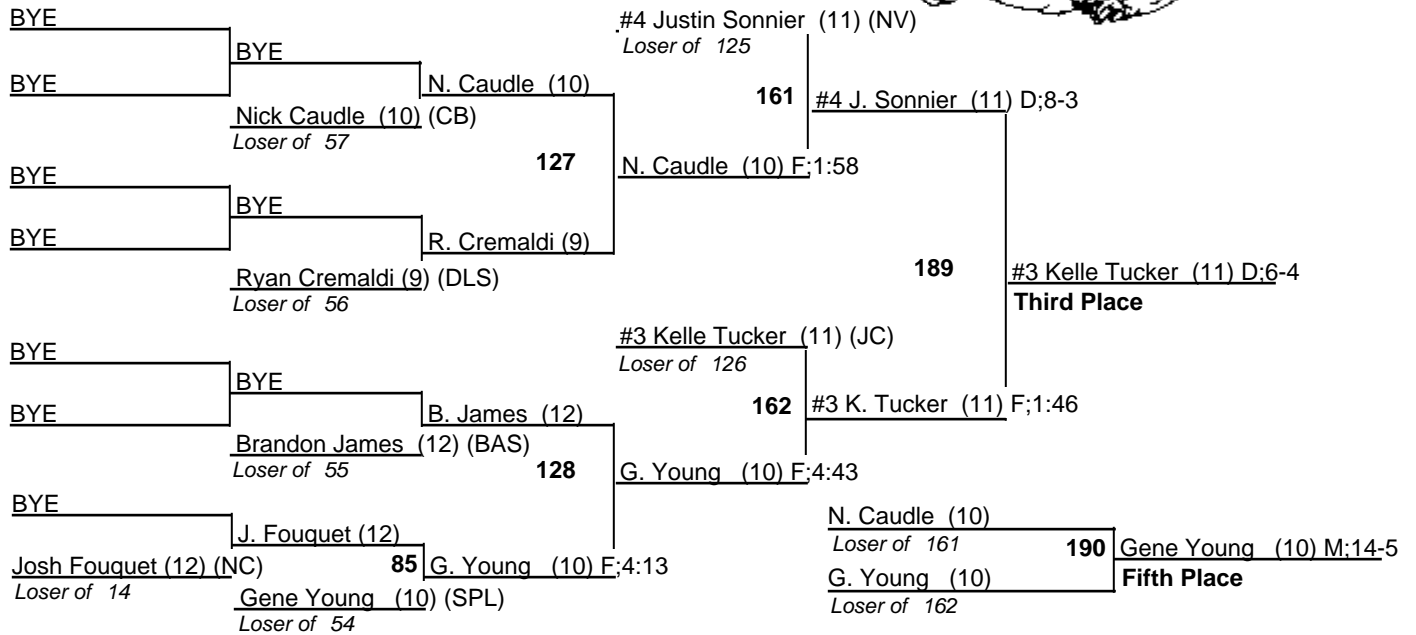 BYE
#4 Justin Sonnier (11) (NV)
Loser of 125
BYE
BYE
N. Caudle (10)
161
#4 J. Sonnier (11) D;8-3
Nick Caudle (10) (CB)
Loser of 57
127
N. Caudle (10) F;1:58
BYE
BYE
BYE
R. Cremaldi (9)
189
#3 Kelle Tucker (11) D;6-4
Third Place
Ryan Cremaldi (9) (DLS)
Loser of 56
#3 Kelle Tucker (11) (JC)
Loser of 126
BYE
BYE
BYE
B. James (12)
162
#3 K. Tucker (11) F;1:46
Brandon James (12) (BAS)
Loser of 55
128
G. Young (10) F;4:43
BYE
J. Fouquet (12)
Josh Fouquet (12) (NC)
Loser of 14
85
G. Young (10) F;4:13
Gene Young (10) (SPL)
Loser of 54
N. Caudle (10)
Loser of 161
190
Gene Young (10) M;14-5
Fifth Place
G. Young (10)
Loser of 162